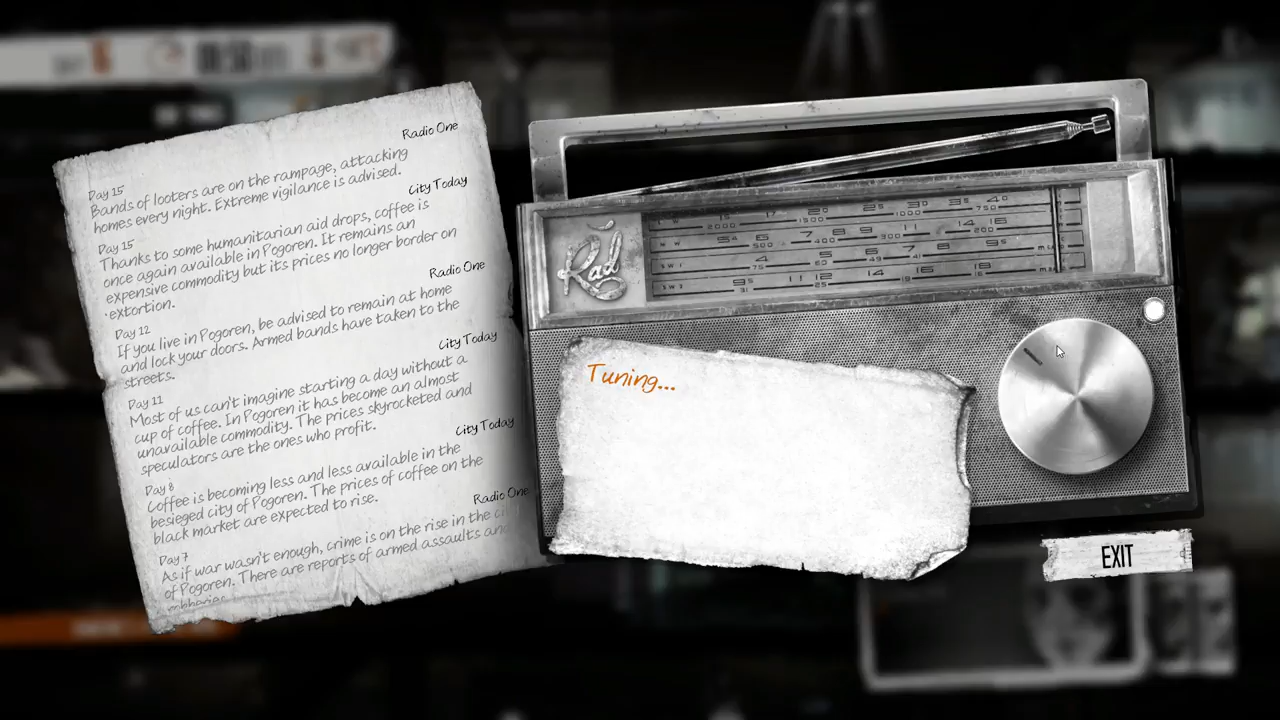 Radio One
Day 15
Bands of looters are on the rampage, attacking
homes every night. Extreme vigilance is advised.
City Today
Day 15
Thanks to some humanitarian aid drops, coffee is
once again available in Pogoren. It remains an
expensive commodity but its prices no longer border on
extortion.
Radio One
Day 12
If you live in Pogoren, be advised to remain at home
and lock your doors. Armed bands have taken to the
streets.
City Today
Day 11
Most of us can't imagine starting a day without a
cup of coffee. In Pogoren it has become an almost
unavailable commodity. The prices skyrocketed and
speculators are the ones who profit.
City Today
Day 8
Coffee is becoming less and less available in the
besieged city of Pogoren. The prices of coffee on the
black market are expected to rise.
Radio One
Day 7
As if war wasn't enough, crime is on the rise in the city
of Pogoren. There are reports of armed assaults and
Rad
Tuning...
EXIT